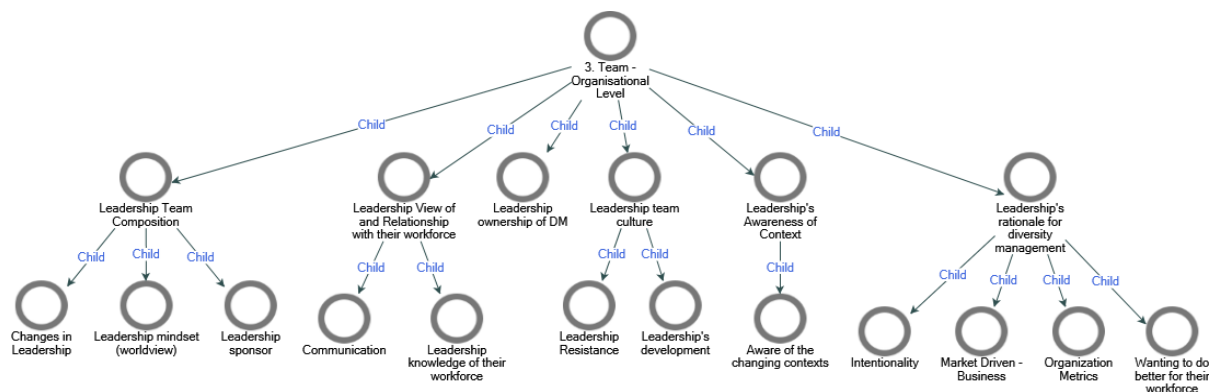 3. Team -
Organisational
Level
Child
Child
Child
Child
Child
Child
Leadership Team
Composition
Leadership View of
and Relationship
with their workforce
Leadership
ownership of DM
Leadership team
culture
Leadership's
Awareness of
Context
Leadership's
rationale for
diversity
management
Child
Child
Child
Child
Child
Child
Child
Child
Child
Child
Child
Child
Changes in
Leadership
Leadership mindset
(worldview)
Leadership
sponsor
Communication
Leadership
knowledge of their
workforce
Leadership
Resistance
Leadership's
development
Aware of the
changing contexts
Intentionality
Market Driven -
Business
Organization
Metrics
Wanting to do
better for their
workforce